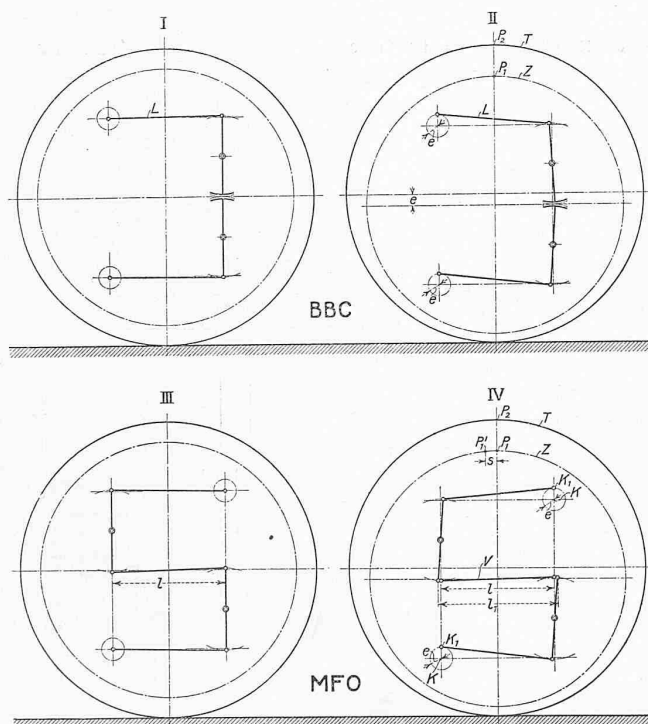 I
II
P₂ T
P₁ Z
L
L
e
e
e
BBC
III
IV
P₂ T
P₁' P₁ Z
s
K₁
K
e
V
l
l
l₁
e
K₁
K
MFO